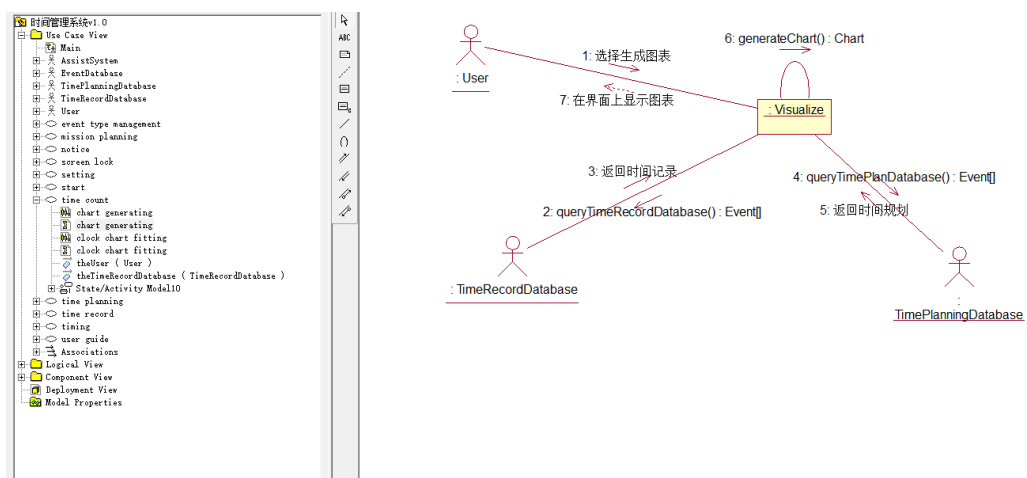 时间管理系统v1.0
Use Case View
Main
AssistSystem
EventDatabase
TimePlanningDatabase
TimeRecordDatabase
User
event type management
mission planning
notice
screen lock
setting
start
time count
chart generating
chart generating
clock chart fitting
clock chart fitting
theUser ( User )
theTimeRecordDatabase ( TimeRecordDatabase )
State/Activity Model10
time planning
time record
timing
user guide
Associations
Logical View
Component View
Deployment View
Model Properties
ABC
: User
1: 选择生成图表
7: 在界面上显示图表
6: generateChart() : Chart
: Visualize
3: 返回时间记录
2: queryTimeRecordDatabase() : Event[]
4: queryTimePlanDatabase() : Event[]
5: 返回时间规划
: TimeRecordDatabase
:
TimePlanningDatabase